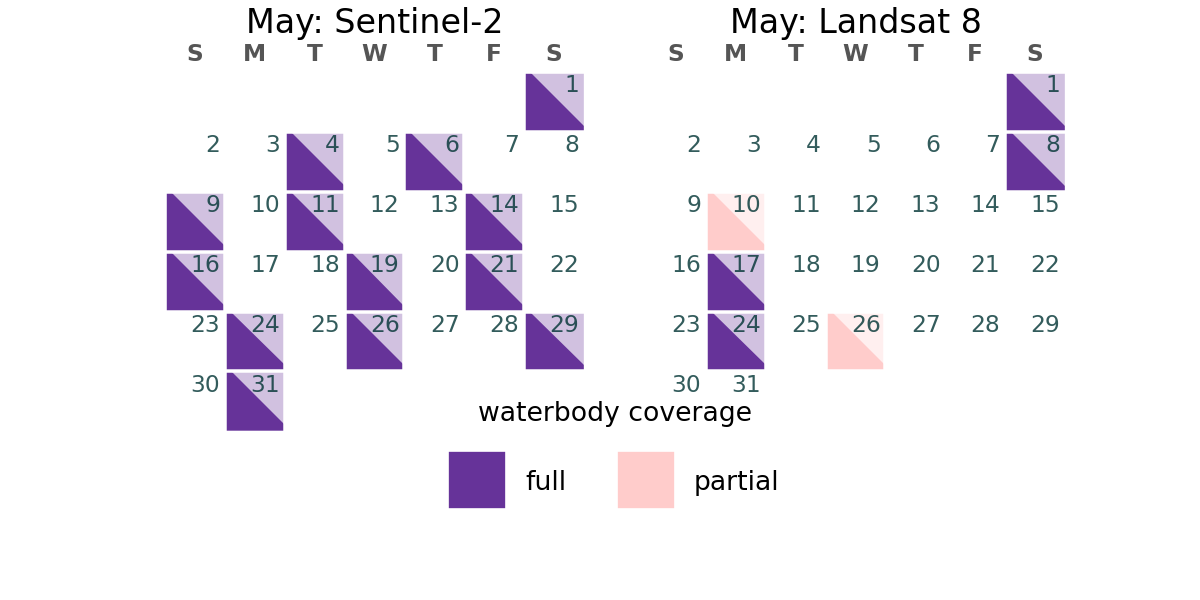 May: Sentinel-2
S M T W T F S
1
2 3 4 5 6 7 8
9 10 11 12 13 14 15
16 17 18 19 20 21 22
23 24 25 26 27 28 29
30 31
May: Landsat 8
S M T W T F S
1
2 3 4 5 6 7 8
9 10 11 12 13 14 15
16 17 18 19 20 21 22
23 24 25 26 27 28 29
30 31
waterbody coverage
full
partial